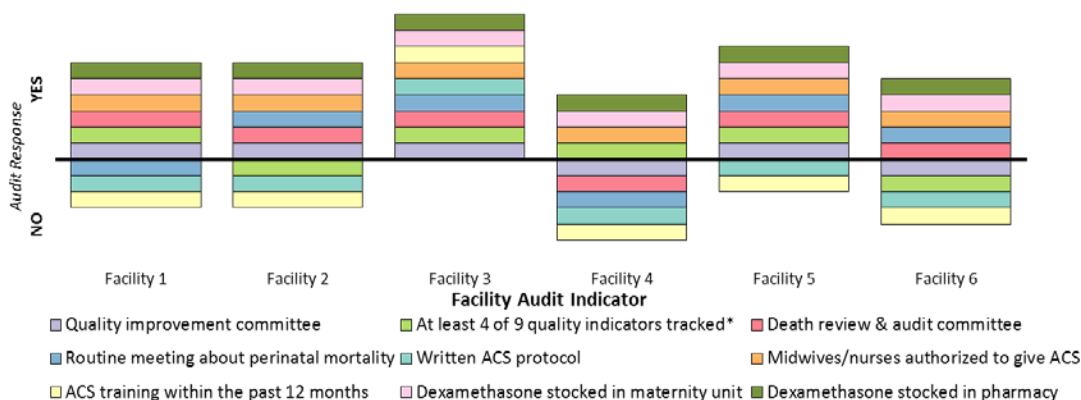 YES
Audit Response
NO
Facility 1 Facility 2 Facility 3 Facility 4 Facility 5 Facility 6
Facility Audit Indicator
Quality improvement committee At least 4 of 9 quality indicators tracked* Death review & audit committee
Routine meeting about perinatal mortality Written ACS protocol Midwives/nurses authorized to give ACS
ACS training within the past 12 months Dexamethasone stocked in maternity unit Dexamethasone stocked in pharmacy